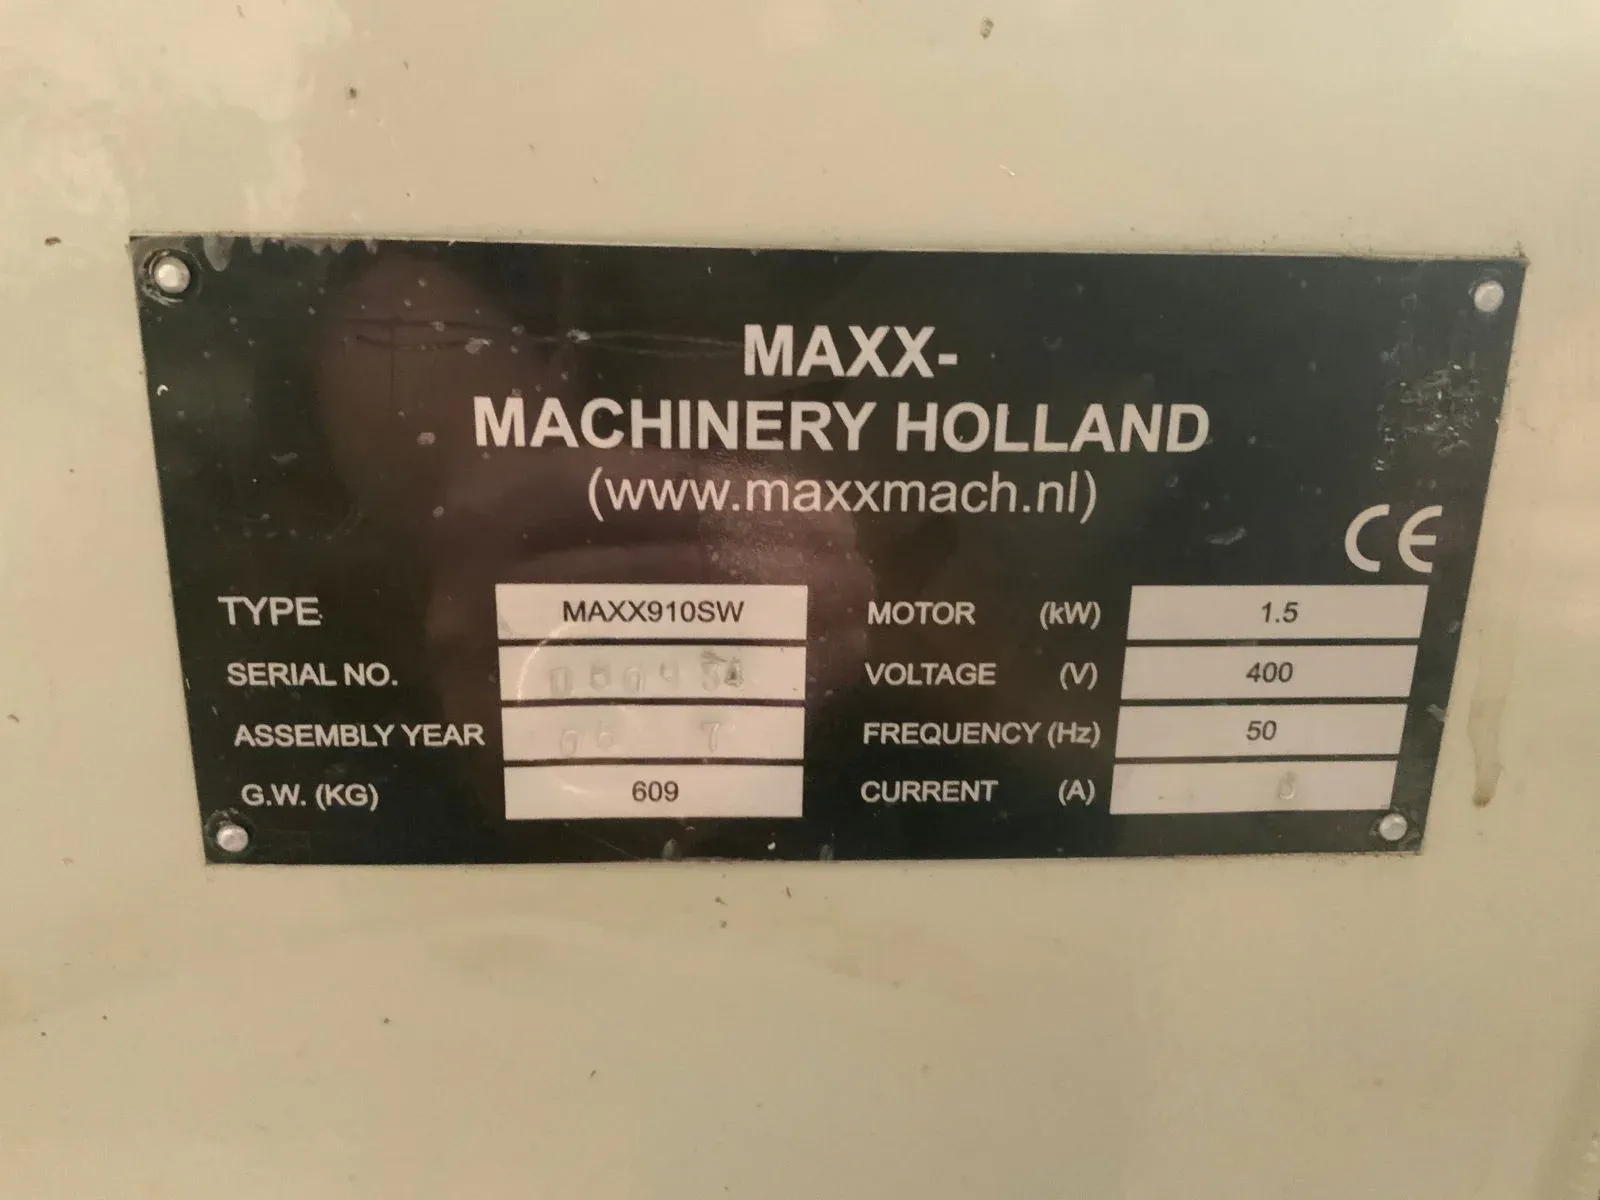 MAXX-
MACHINERY HOLLAND
(www.maxxmach.nl)
CE
TYPE MAXX910SW MOTOR (kW) 1.5
SERIAL NO. VOLTAGE (V) 400
ASSEMBLY YEAR FREQUENCY (Hz) 50
G.W. (KG) 609 CURRENT (A)